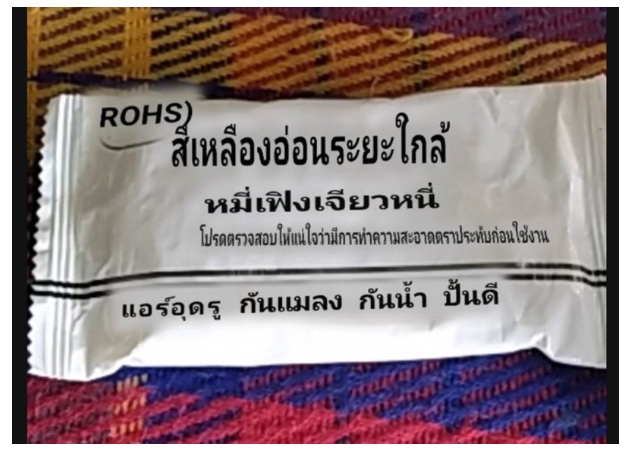 ROHS)
สีเหลืองอ่อนระยะใกล้
หมี่เฟิงเจียวหนี่
โปรดตรวจสอบให้แน่ใจว่ามีการทำความสะอาดตราประทับก่อนใช้งาน
แอร์อุดรู กันแมลง กันน้ำ ปั้นดี